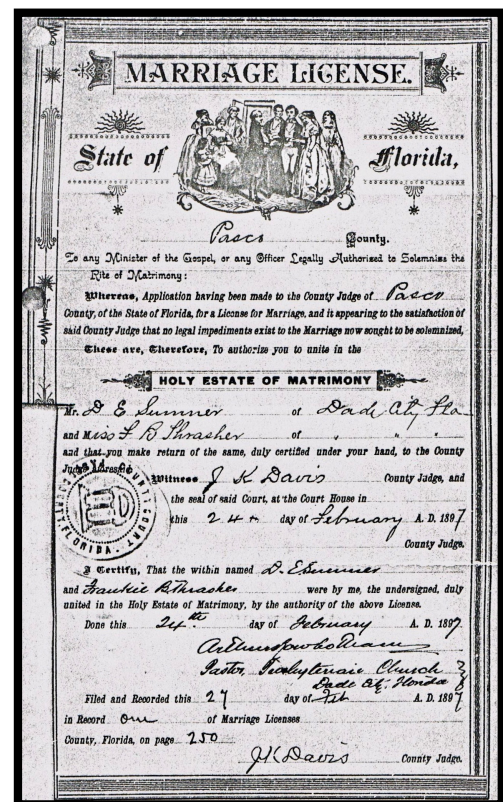 MARRIAGE LICENSE.
State of Florida,
Pasco County.
To any Minister of the Gospel, or any Officer Legally Authorized to Solemnize the
Rite of Matrimony:
Whereas, Application having been made to the County Judge of Pasco
County, of the State of Florida, for a License for Marriage, and it appearing to the satisfaction of
said County Judge that no legal impediments exist to the Marriage now sought to be solemnized,
These are, Therefore, To authorize you to unite in the
HOLY ESTATE OF MATRIMONY
Mr. D E Sumner of Dade City Fla
and Miss F B Thrasher of " " "
and that you make return of the same, duly certified under your hand, to the County
Judge aforesaid.
Witness J K Davis County Judge, and
the seal of said Court, at the Court House in
this 24th day of February A. D. 1897
County Judge.
COUNTY COURT
FLORIDA
I Certify, That the within named D. E Sumner
and Frankie B. Thrasher were by me, the undersigned, duly
united in the Holy Estate of Matrimony, by the authority of the above License.
Done this 24th day of February A. D. 1897
Arthur
Pastor, Church
Dade City, Florida
Filed and Recorded this 27 day of Feb A. D. 1897
in Record One of Marriage Licenses
County, Florida, on page 250
J K Davis County Judge.